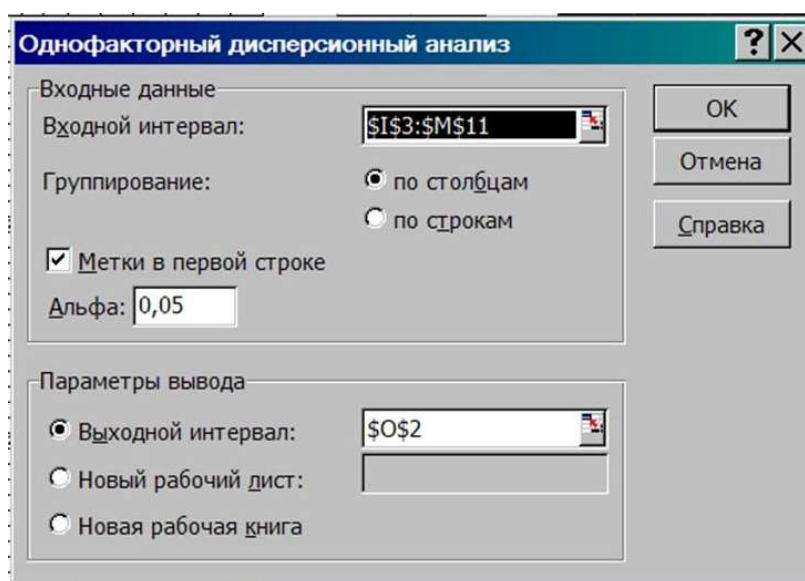 Однофакторный дисперсионный анализ
Входные данные
Входной интервал: $I$3:$M$11
Группирование: по столбцам
по строкам
Метки в первой строке
Альфа: 0,05
OK
Отмена
Справка
Параметры вывода
Выходной интервал: $O$2
Новый рабочий лист:
Новая рабочая книга